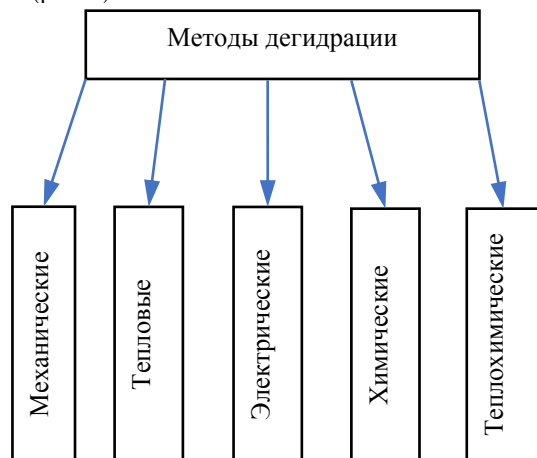 Методы дегидрации
Механические
Тепловые
Электрические
Химические
Теплохимические